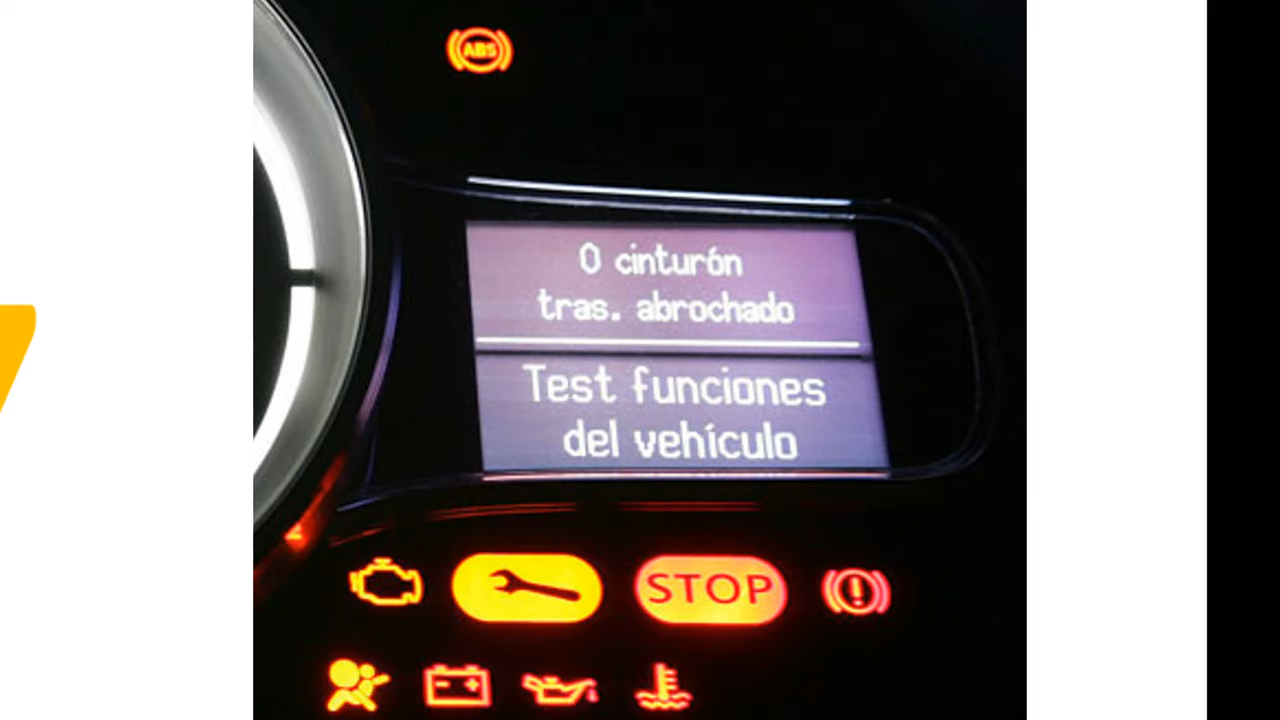 ABS
0 cinturón
tras. abrochado
Test funciones
del vehículo
STOP